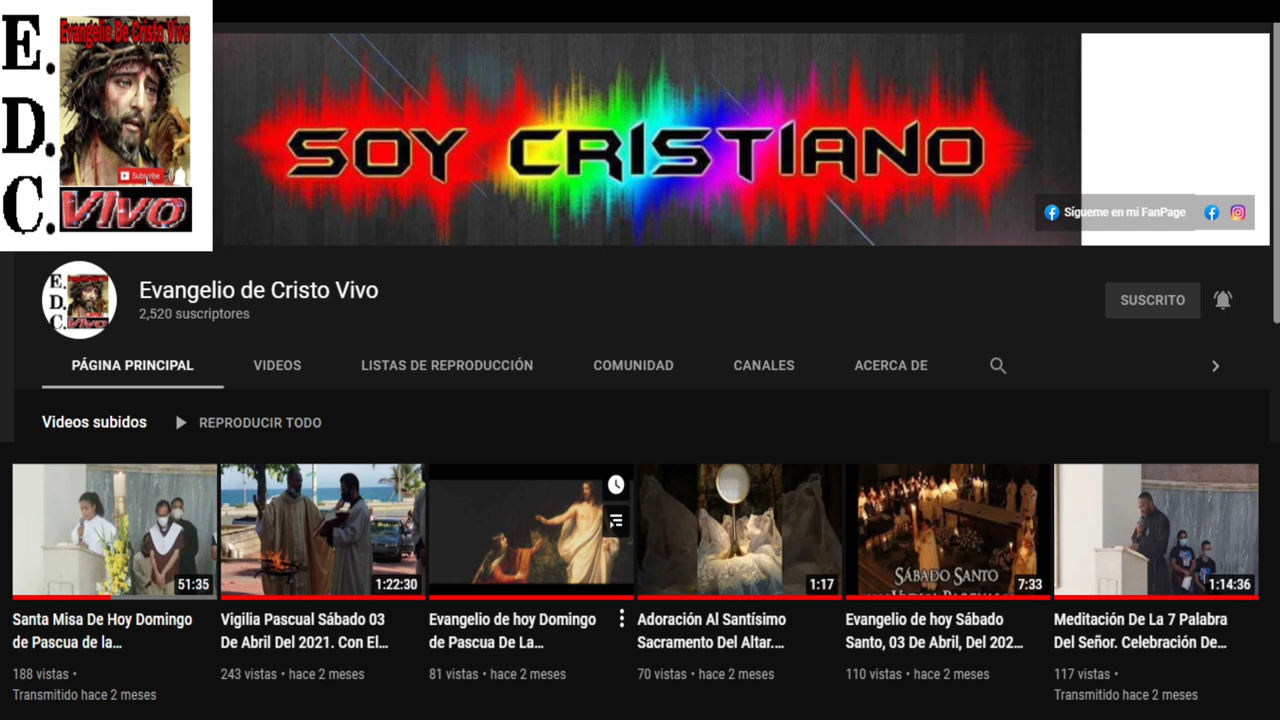 E.
D.
C.
Evangelio De Cristo Vivo
Subscribe
Vivo
SOY CRISTIANO
Sígueme en mi FanPage
E.
D.
C.
Vivo
Evangelio de Cristo Vivo
2,520 suscriptores
SUSCRITO
PÁGINA PRINCIPAL
VIDEOS
LISTAS DE REPRODUCCIÓN
COMUNIDAD
CANALES
ACERCA DE
Videos subidos
REPRODUCIR TODO
51:35
Santa Misa De Hoy Domingo
de Pascua de la...
188 vistas •
Transmitido hace 2 meses
1:22:30
Vigilia Pascual Sábado 03
De Abril Del 2021. Con El...
243 vistas • hace 2 meses
Evangelio de hoy Domingo
de Pascua De La...
81 vistas • hace 2 meses
1:17
Adoración Al Santísimo
Sacramento Del Altar....
70 vistas • hace 2 meses
SÁBADO SANTO
7:33
Evangelio de hoy Sábado
Santo, 03 De Abril, Del 202...
110 vistas • hace 2 meses
1:14:36
Meditación De La 7 Palabra
Del Señor. Celebración De...
117 vistas •
Transmitido hace 2 meses